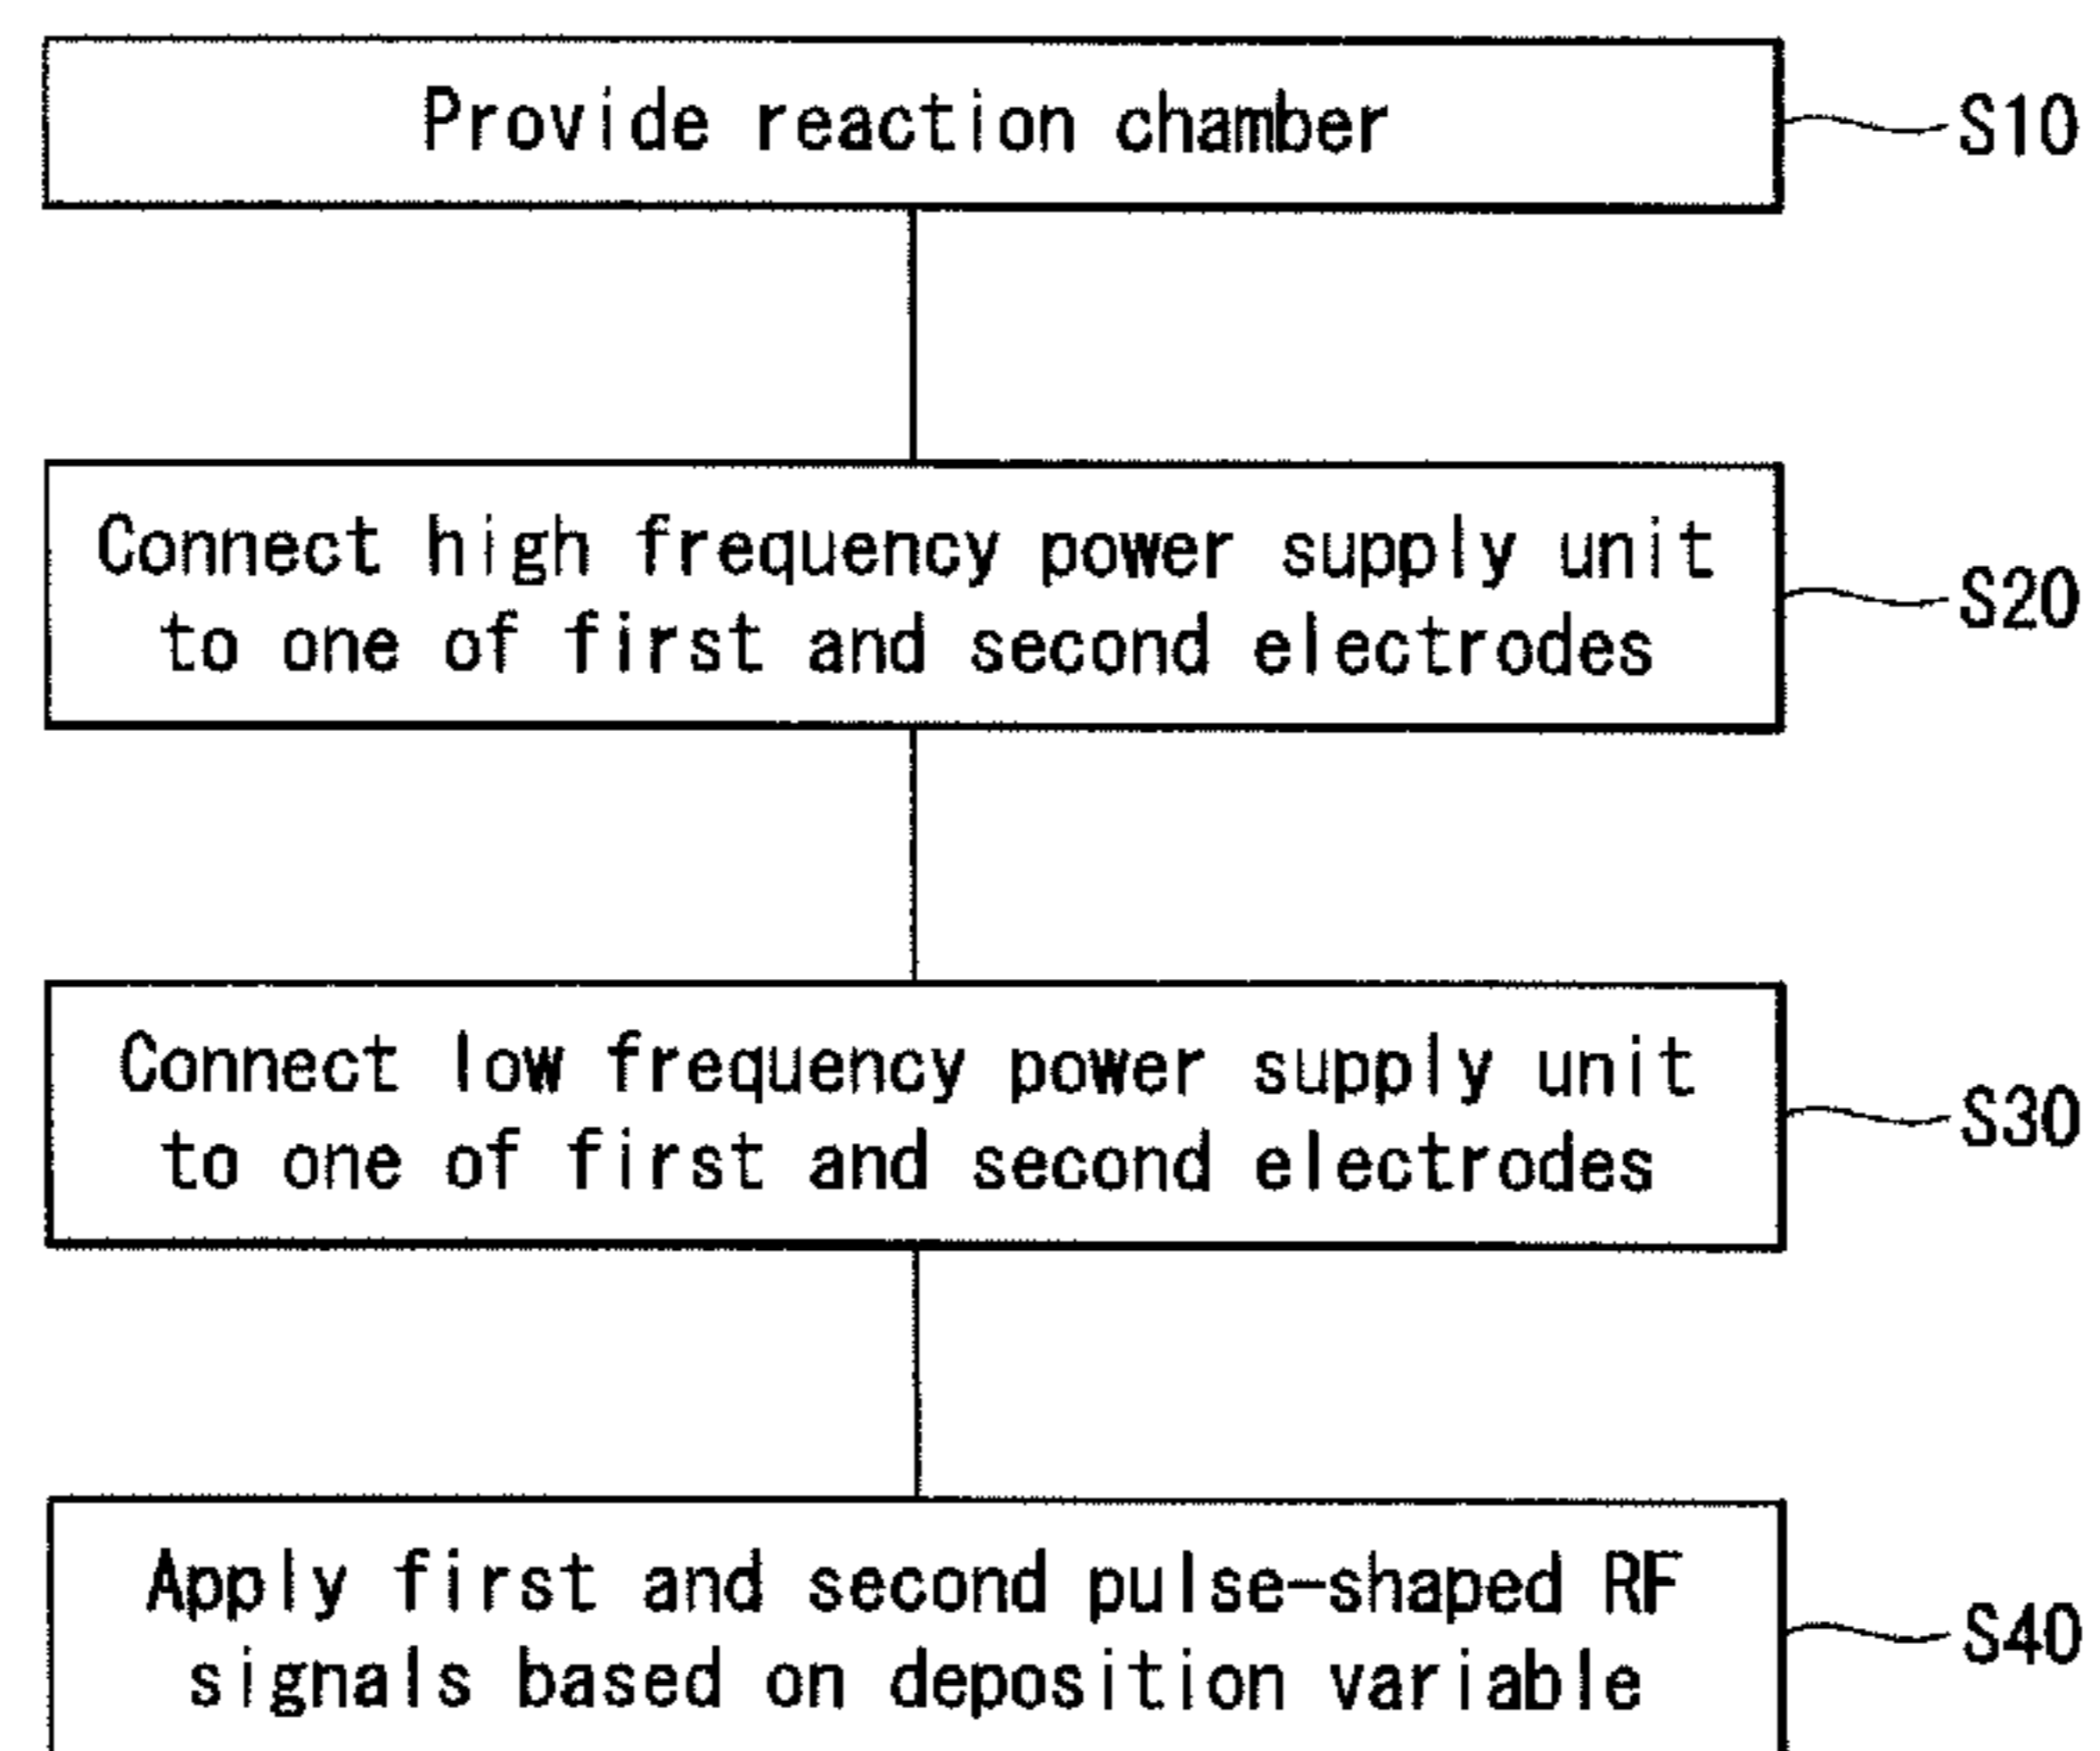 Provide reaction chamber
S10
Connect high frequency power supply unit
to one of first and second electrodes
S20
Connect low frequency power supply unit
to one of first and second electrodes
S30
Apply first and second pulse-shaped RF
signals based on deposition variable
S40